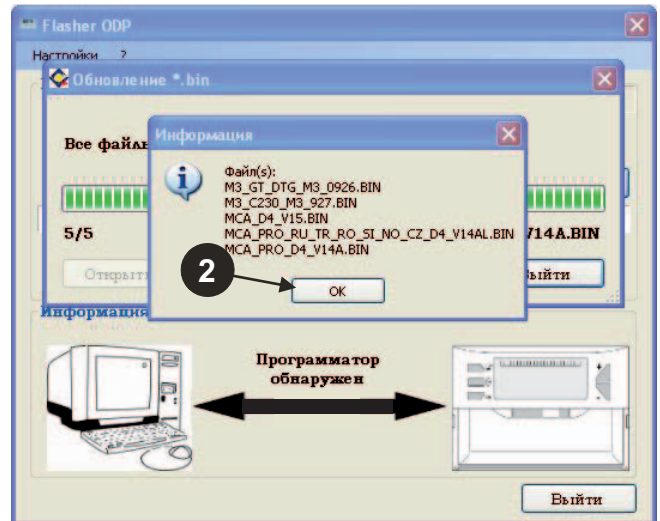 Flasher ODP
Настройки ?
Обновление *.bin
Все файлы
Информация
Файл(s):
M3_GT_DTG_M3_0926.BIN
M3_C230_M3_927.BIN
MCA_D4_V15.BIN
MCA_PRO_RU_TR_RO_SI_NO_CZ_D4_V14AL.BIN
MCA_PRO_D4_V14A.BIN
5/5
V14A.BIN
2
OK
Выйти
Информация
Программатор
обнаружен
Выйти